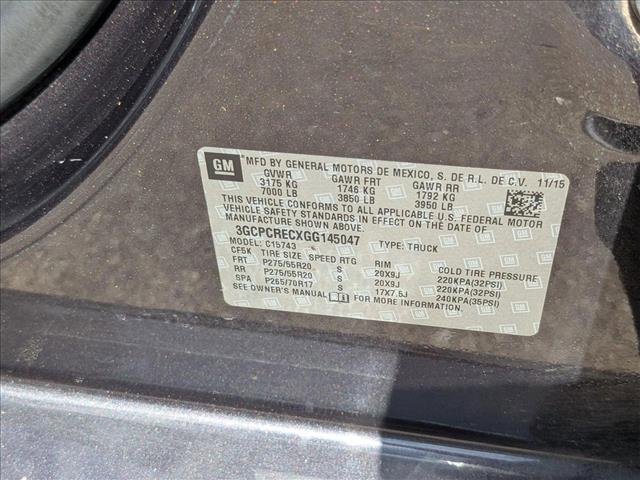 GM MFD BY GENERAL MOTORS DE MEXICO, S. DE R.L. DE C.V. 11/15
GVWR GAWR FRT GAWR RR
3175 KG 1746 KG 1792 KG
7000 LB 3850 LB 3950 LB
THIS VEHICLE CONFORMS TO ALL APPLICABLE U.S. FEDERAL MOTOR
VEHICLE SAFETY STANDARDS IN EFFECT ON THE DATE OF
MANUFACTURE SHOWN ABOVE.
3GCPCRECXGG145047 TYPE: TRUCK
MODEL: C15743
CF5K TIRE SIZE SPEED RTG RIM COLD TIRE PRESSURE
FRT P275/55R20 S 20X9J 220KPA(32PSI)
RR P275/55R20 S 20X9J 220KPA(32PSI)
SPA P265/70R17 S 17X7.5J 240KPA(35PSI)
SEE OWNER'S MANUAL FOR MORE INFORMATION.